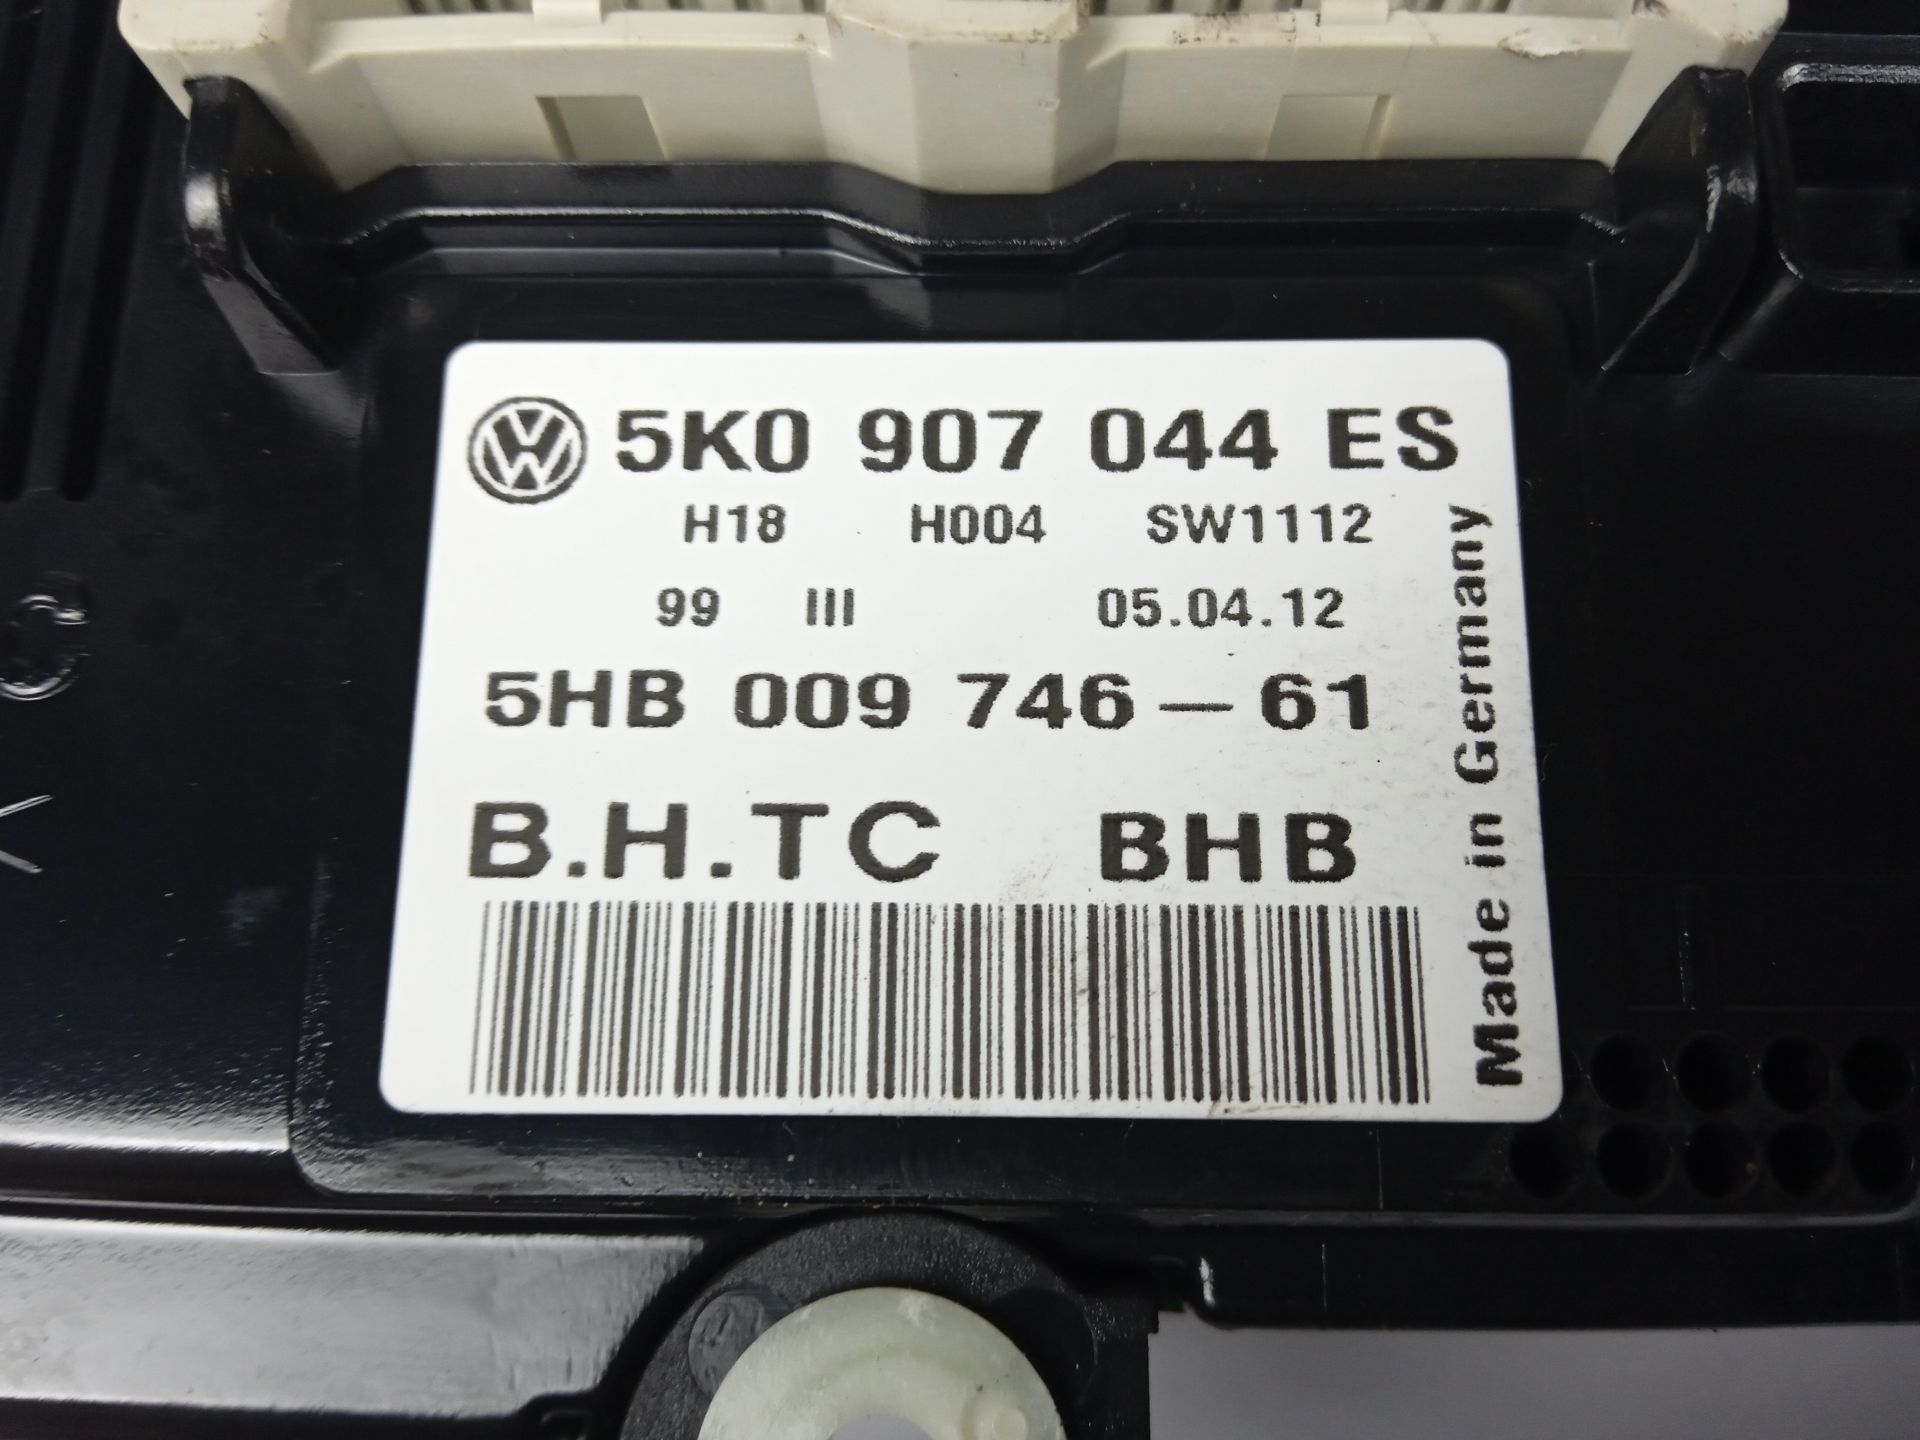 5K0 907 044 ES
H18 H004 SW1112
99 III 05.04.12
5HB 009 746-61
B.H.TC BHB
Made in Germany